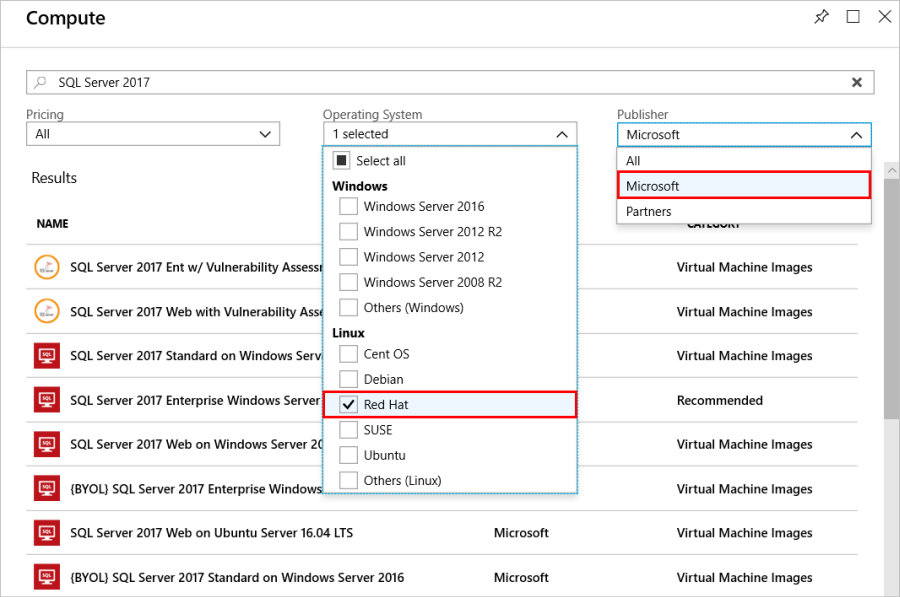 Compute
SQL Server 2017
Pricing
Operating System
Publisher
All
1 selected
Microsoft
Select all
All
Windows
Microsoft
Windows Server 2016
Partners
Windows Server 2012 R2
Windows Server 2012
Windows Server 2008 R2
Others (Windows)
Linux
Cent OS
Debian
Red Hat
SUSE
Ubuntu
Others (Linux)
Results
NAME
CATEGORY
SQL Server 2017 Ent w/ Vulnerability Assessm
Virtual Machine Images
SQL Server 2017 Web with Vulnerability Asse
Virtual Machine Images
SQL Server 2017 Standard on Windows Serv
Virtual Machine Images
SQL Server 2017 Enterprise Windows Server
Recommended
SQL Server 2017 Web on Windows Server 20
Virtual Machine Images
{BYOL} SQL Server 2017 Enterprise Windows
Virtual Machine Images
SQL Server 2017 Web on Ubuntu Server 16.04 LTS
Microsoft
Virtual Machine Images
{BYOL} SQL Server 2017 Standard on Windows Server 2016
Microsoft
Virtual Machine Images